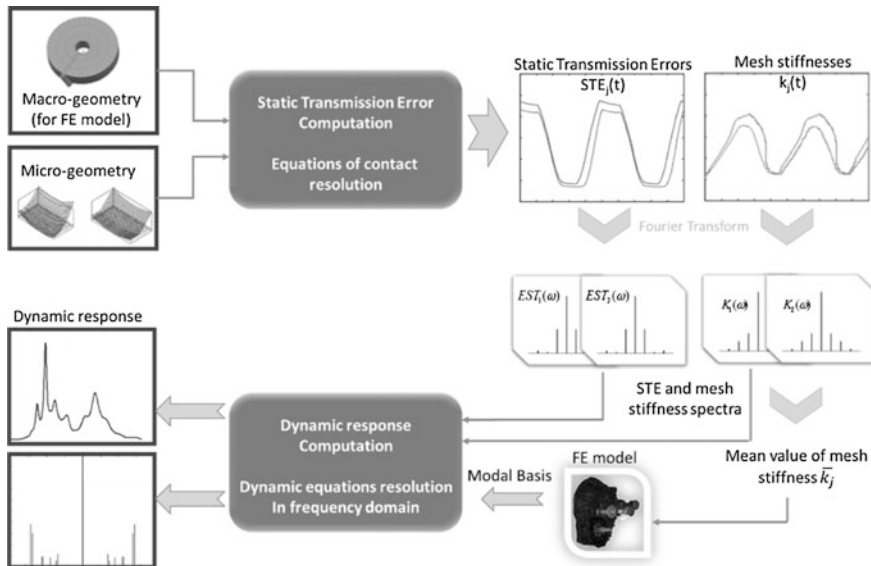 Macro-geometry
(for FE model)
Micro-geometry
Static Transmission Error
Computation
Equations of contact
resolution
Static Transmission Errors
STEj(t)
Mesh stiffnesses
kj(t)
Fourier Transform
EST1(ω)
EST2(ω)
K1(ω)
K2(ω)
STE and mesh
stiffness spectra
Mean value of mesh
stiffness k̅j
FE model
Modal Basis
Dynamic response
Computation
Dynamic equations resolution
In frequency domain
Dynamic response